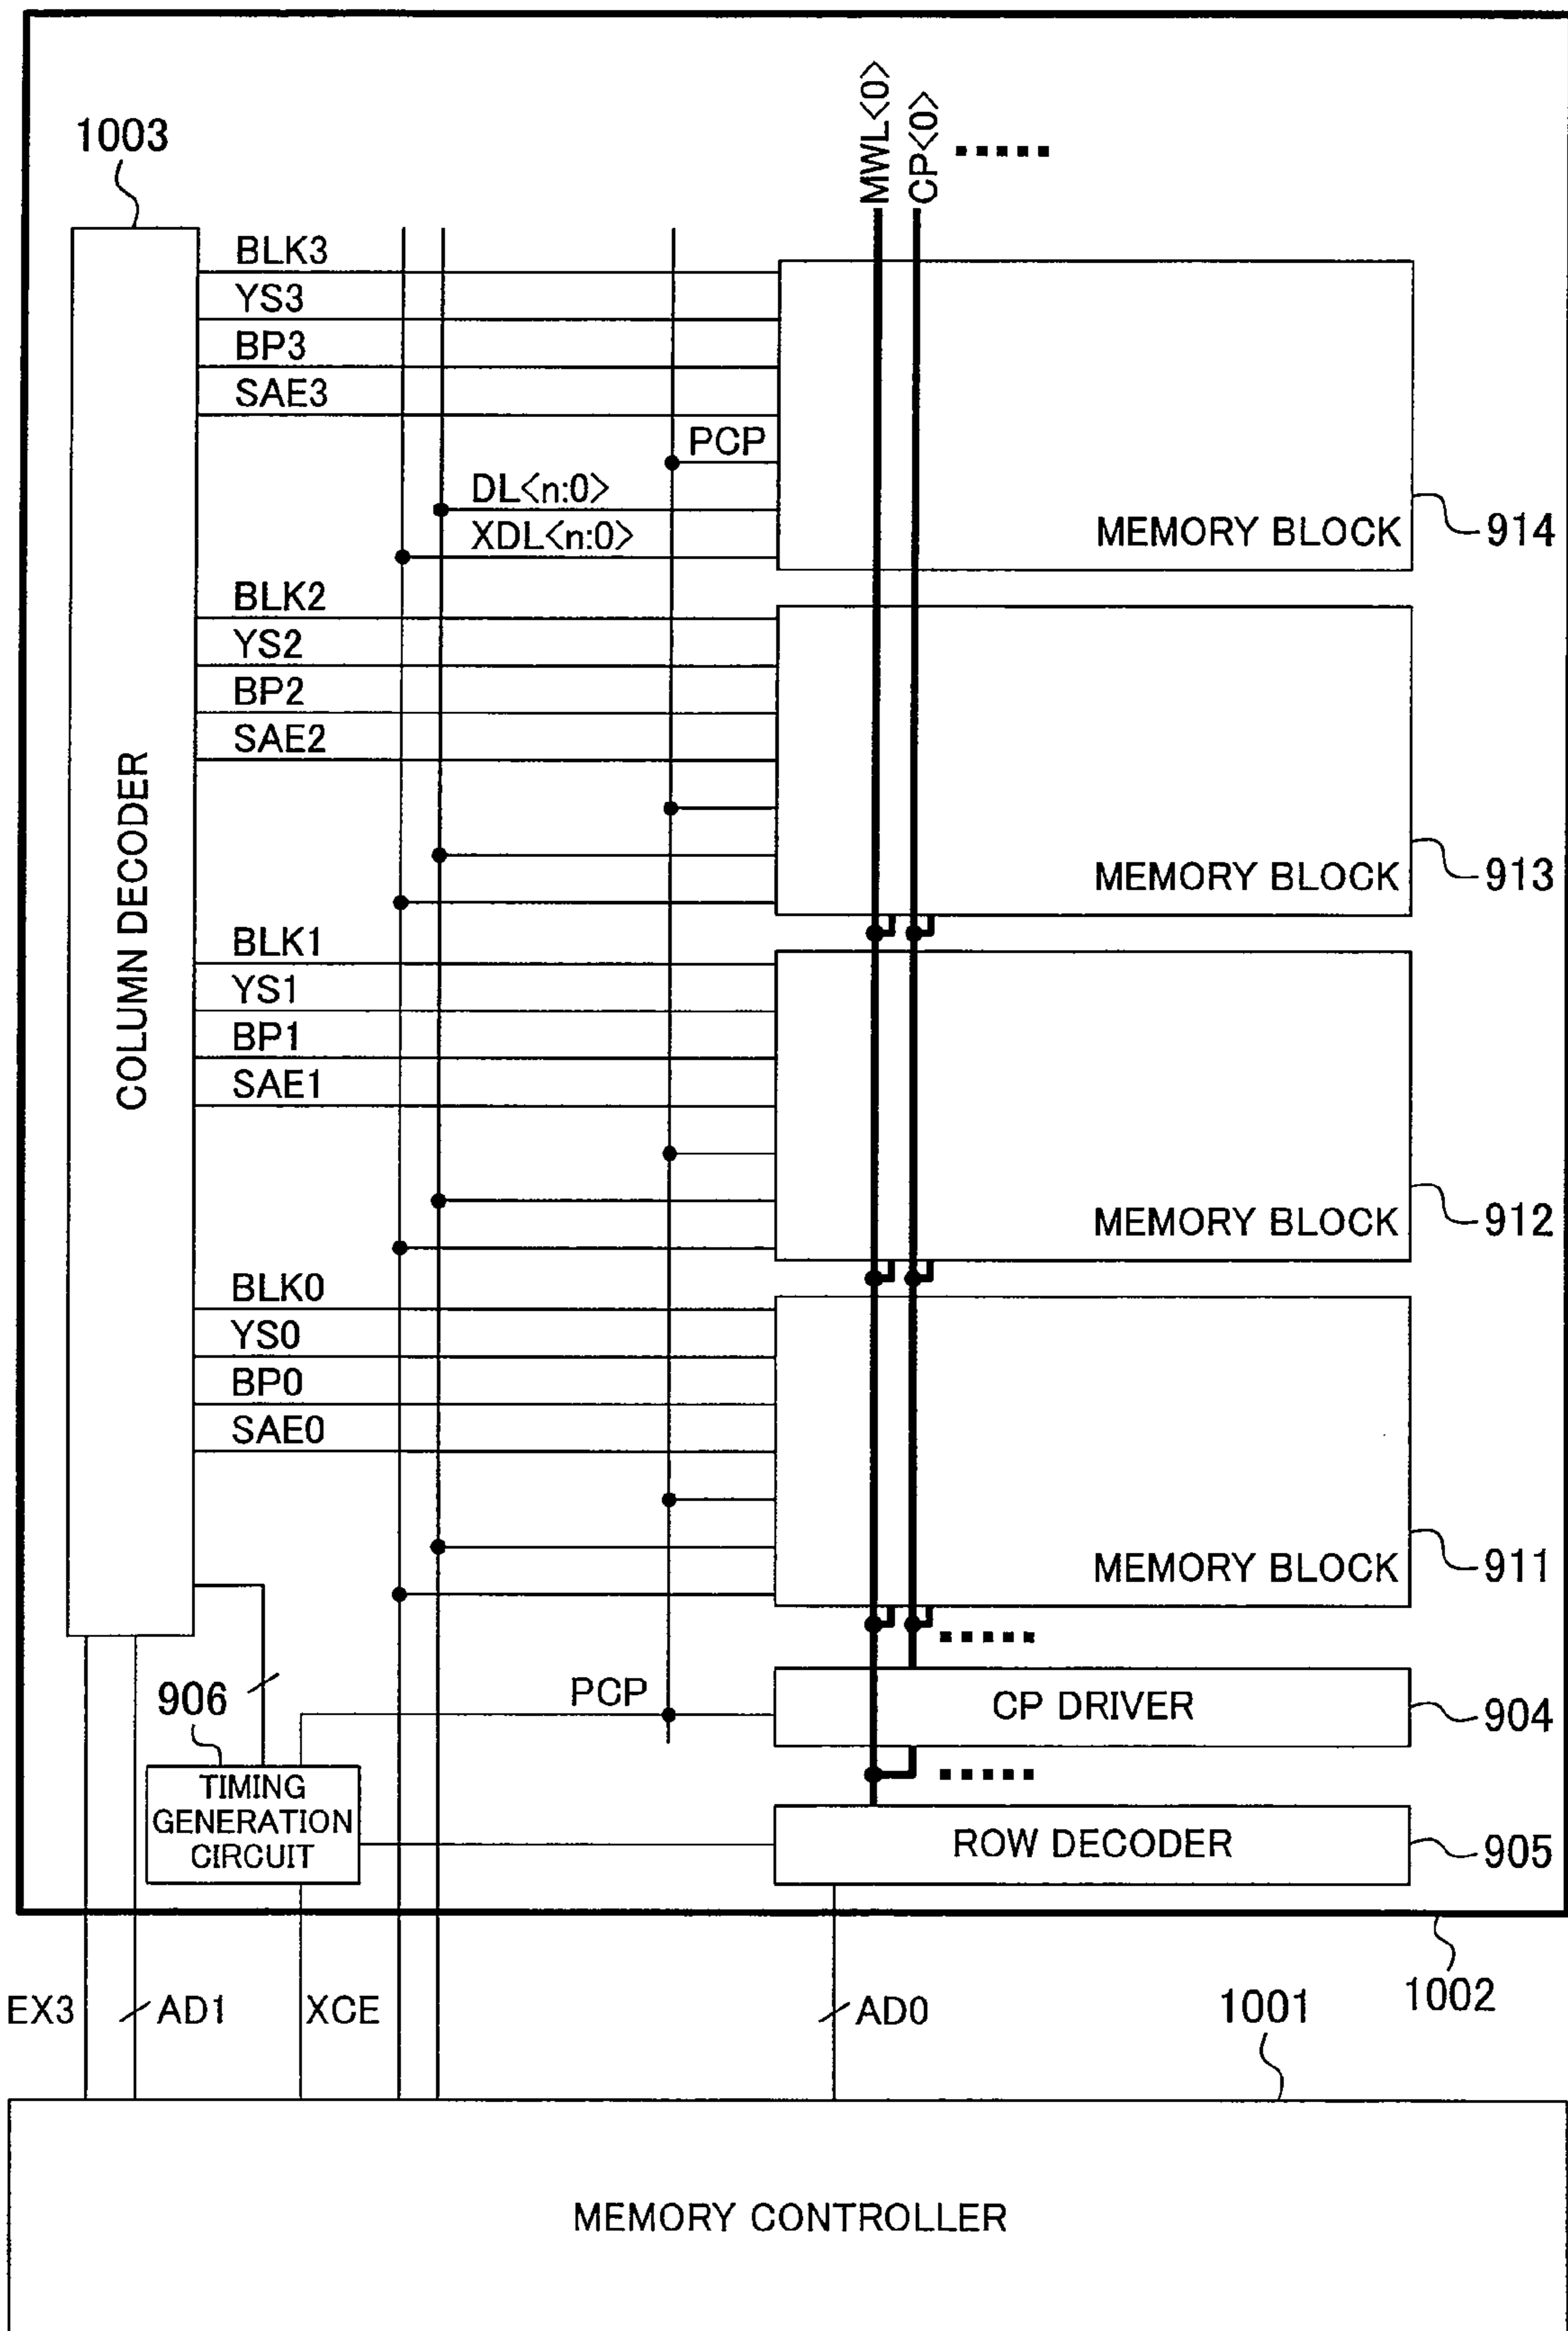 MWL<0>
CP<0>
1003
BLK3
YS3
BP3
SAE3
PCP
DL<n:0>
XDL<n:0>
MEMORY BLOCK
914
BLK2
YS2
BP2
SAE2
MEMORY BLOCK
913
COLUMN DECODER
BLK1
YS1
BP1
SAE1
MEMORY BLOCK
912
BLK0
YS0
BP0
SAE0
MEMORY BLOCK
911
906
PCP
CP DRIVER
904
TIMING
GENERATION
CIRCUIT
ROW DECODER
905
1002
EX3
AD1
XCE
AD0
1001
MEMORY CONTROLLER